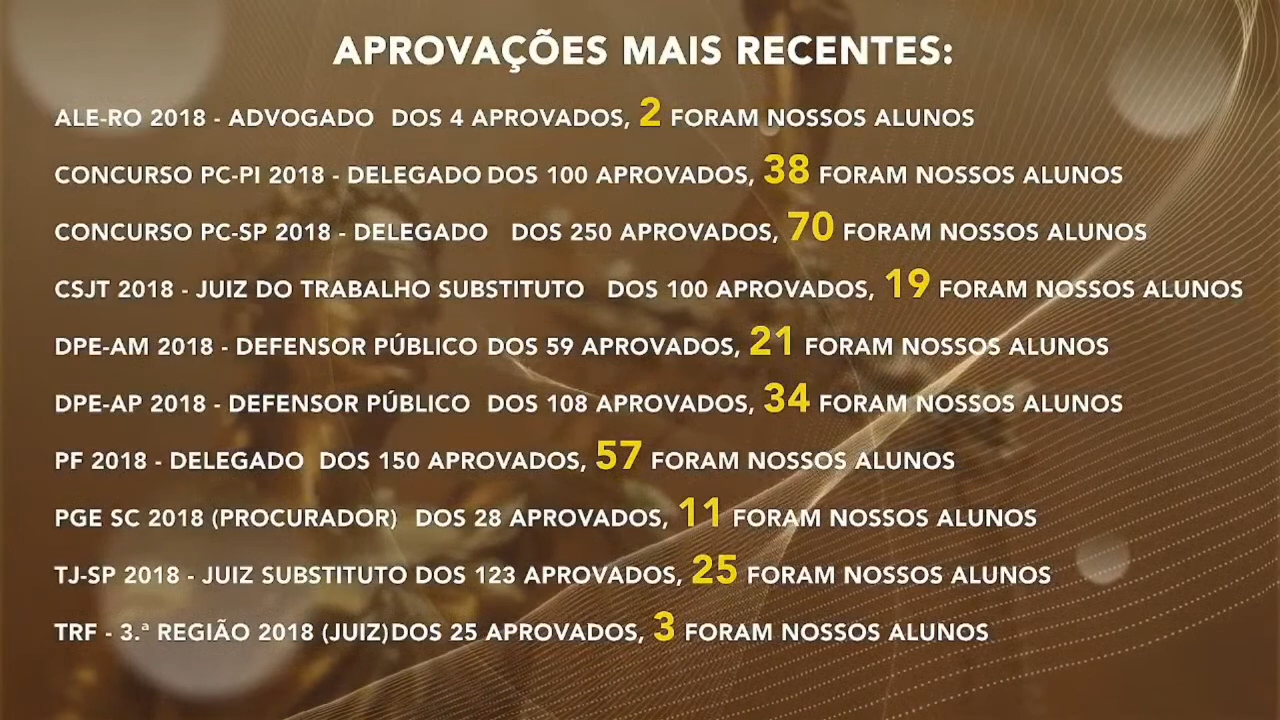 APROVAÇÕES MAIS RECENTES:
ALE-RO 2018 - ADVOGADO DOS 4 APROVADOS, 2 FORAM NOSSOS ALUNOS
CONCURSO PC-PI 2018 - DELEGADO DOS 100 APROVADOS, 38 FORAM NOSSOS ALUNOS
CONCURSO PC-SP 2018 - DELEGADO DOS 250 APROVADOS, 70 FORAM NOSSOS ALUNOS
CSJT 2018 - JUIZ DO TRABALHO SUBSTITUTO DOS 100 APROVADOS, 19 FORAM NOSSOS ALUNOS
DPE-AM 2018 - DEFENSOR PÚBLICO DOS 59 APROVADOS, 21 FORAM NOSSOS ALUNOS
DPE-AP 2018 - DEFENSOR PÚBLICO DOS 108 APROVADOS, 34 FORAM NOSSOS ALUNOS
PF 2018 - DELEGADO DOS 150 APROVADOS, 57 FORAM NOSSOS ALUNOS
PGE SC 2018 (PROCURADOR) DOS 28 APROVADOS, 11 FORAM NOSSOS ALUNOS
TJ-SP 2018 - JUIZ SUBSTITUTO DOS 123 APROVADOS, 25 FORAM NOSSOS ALUNOS
TRF - 3.ª REGIÃO 2018 (JUIZ) DOS 25 APROVADOS, 3 FORAM NOSSOS ALUNOS